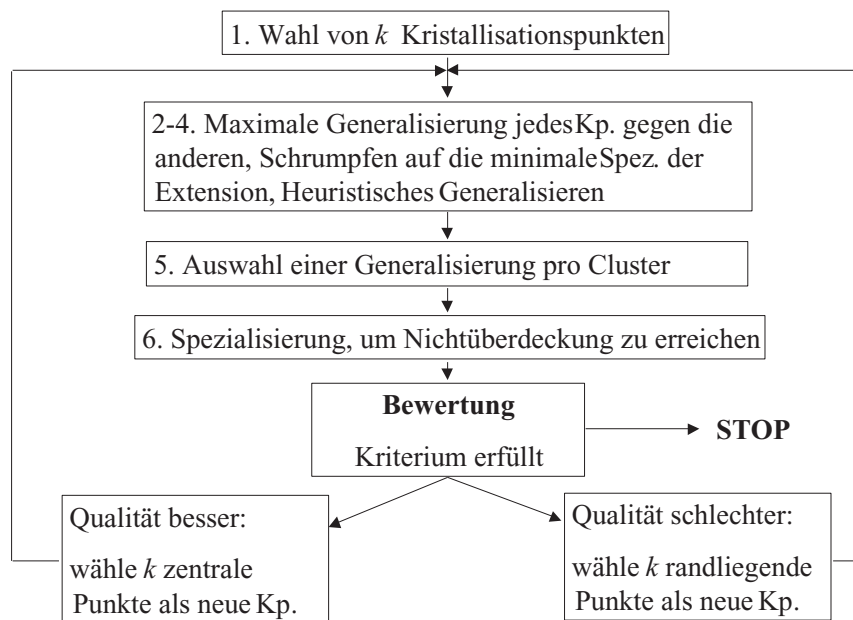 1. Wahl von k Kristallisationspunkten
2-4. Maximale Generalisierung jedes Kp. gegen die
anderen, Schrumpfen auf die minimale Spez. der
Extension, Heuristisches Generalisieren
5. Auswahl einer Generalisierung pro Cluster
6. Spezialisierung, um Nichtüberdeckung zu erreichen
Bewertung
Kriterium erfüllt
STOP
Qualität besser:
wähle k zentrale
Punkte als neue Kp.
Qualität schlechter:
wähle k randliegende
Punkte als neue Kp.